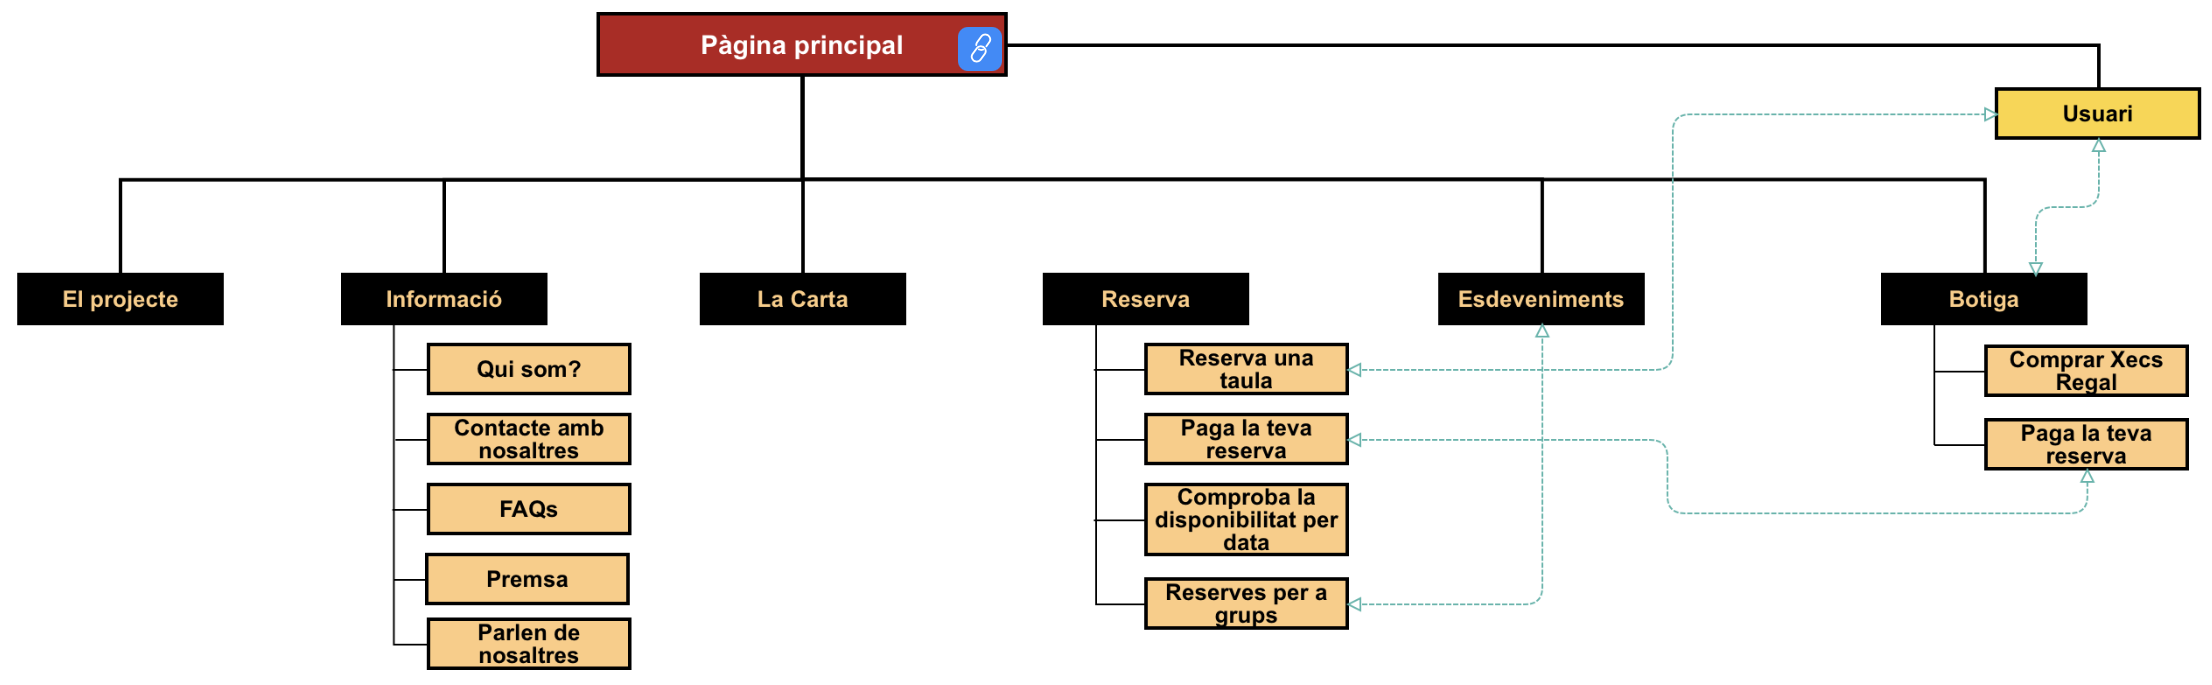 Pàgina principal
Usuari
El projecte
Informació
La Carta
Reserva
Esdeveniments
Botiga
Qui som?
Contacte amb
nosaltres
FAQs
Premsa
Parlen de
nosaltres
Reserva una
taula
Paga la teva
reserva
Comproba la
disponibilitat per
data
Reserves per a
grups
Comprar Xecs
Regal
Paga la teva
reserva